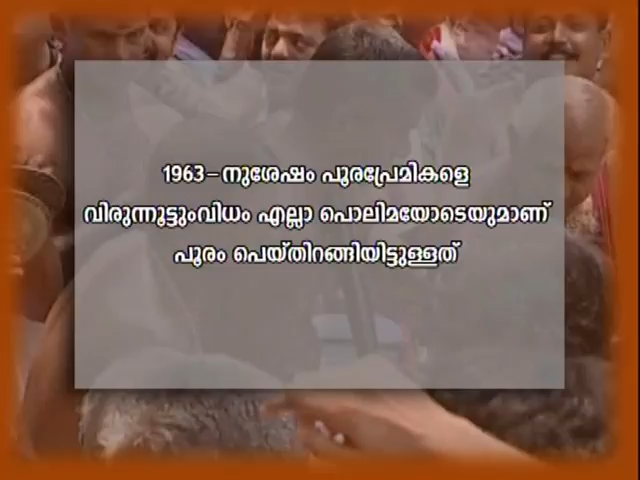 1963-നുശേഷം പൂരപ്രേമികളെ
വിരുന്നൂട്ടുംവിധം എല്ലാ പൊലിമയോടെയുമാണ്
പൂരം പെയ്തിറങ്ങിയിട്ടുള്ളത്